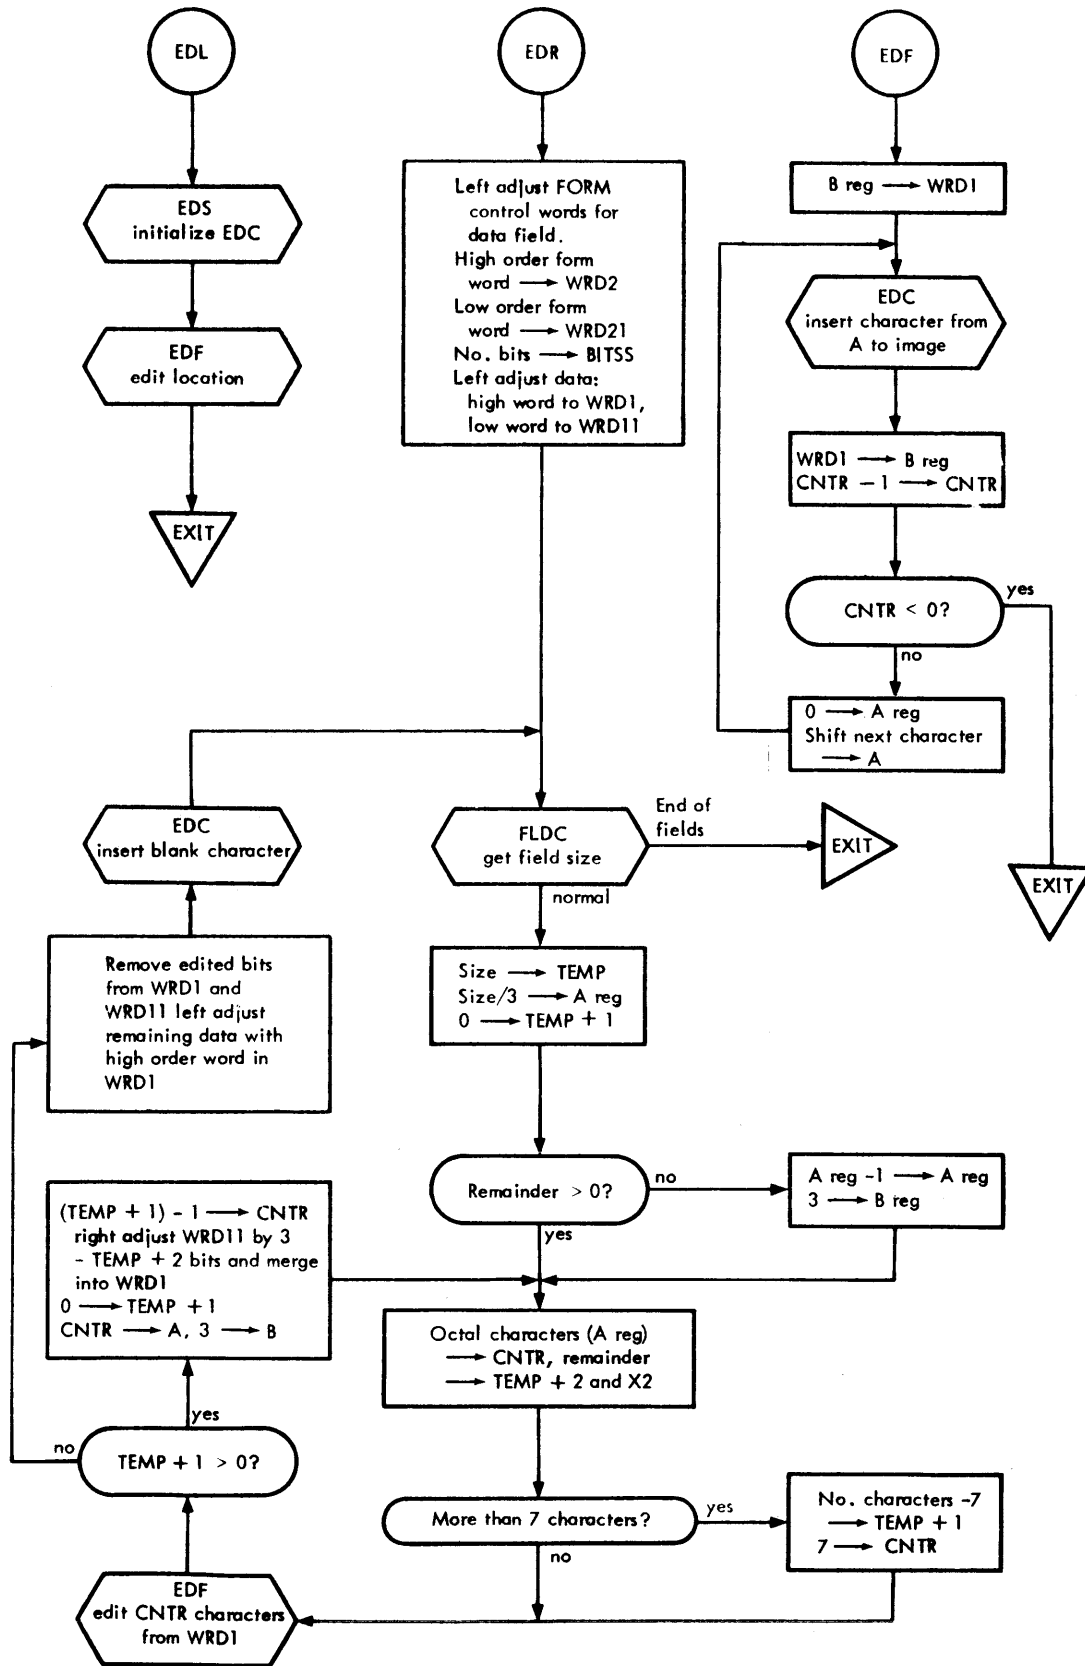 EDL
EDS
initialize EDC
EDF
edit location
EXIT
EDR
Left adjust FORM
control words for
data field.
High order form
word → WRD2
Low order form
word → WRD21
No. bits → BITSS
Left adjust data:
high word to WRD1,
low word to WRD11
EDF
B reg → WRD1
EDC
insert character from
A to image
WRD1 → B reg
CNTR - 1 → CNTR
CNTR < 0?
yes
no
0 → A reg
Shift next character
→ A
EXIT
EDC
insert blank character
FLDC
get field size
End of
fields
EXIT
normal
Remove edited bits
from WRD1 and
WRD11 left adjust
remaining data with
high order word in
WRD1
Size → TEMP
Size/3 → A reg
0 → TEMP + 1
Remainder > 0?
no
A reg -1 → A reg
3 → B reg
yes
(TEMP + 1) - 1 → CNTR
right adjust WRD11 by 3
- TEMP + 2 bits and merge
into WRD1
0 → TEMP + 1
CNTR → A, 3 → B
Octal characters (A reg)
→ CNTR, remainder
→ TEMP + 2 and X2
yes
no
TEMP + 1 > 0?
More than 7 characters?
yes
no
No. characters -7
→ TEMP + 1
7 → CNTR
EDF
edit CNTR characters
from WRD1